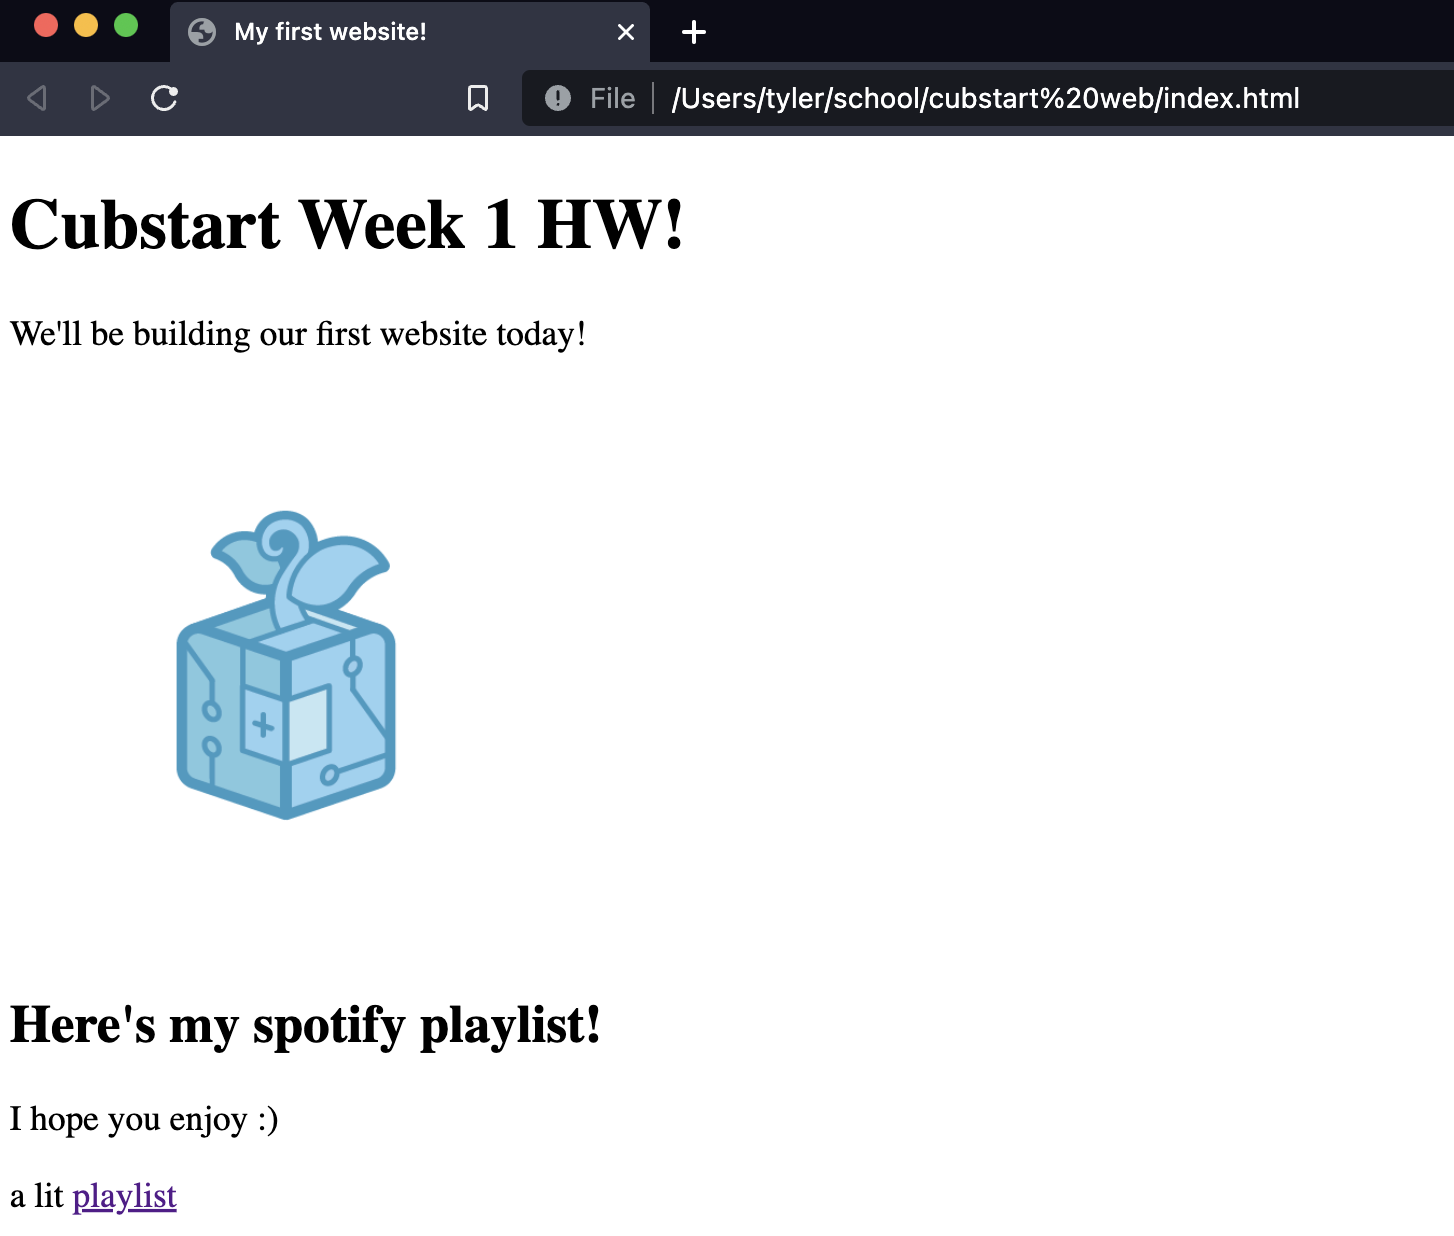 My first website!
File /Users/tyler/school/cubstart%20web/index.html
Cubstart Week 1 HW!
We'll be building our first website today!
Here's my spotify playlist!
I hope you enjoy :)
a lit playlist